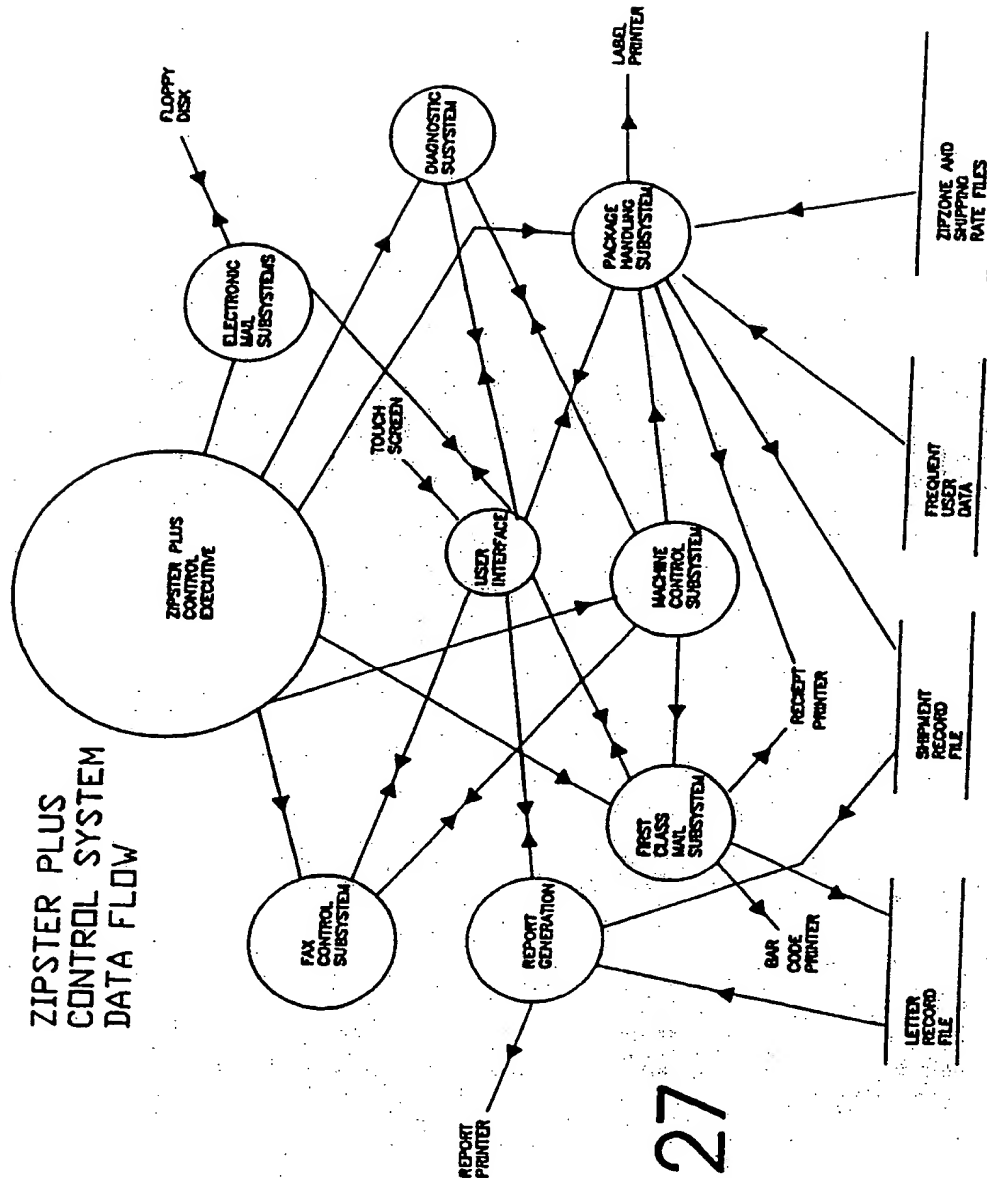 ZIPSTER PLUS
CONTROL SYSTEM
DATA FLOW
ZIPSTER PLUS
CONTROL
EXECUTIVE
FLOPPY
DISK
ELECTRONIC
MAIL
SUBSYSTEMS
DIAGNOSTIC
SUSYSTEM
TOUCH
SCREEN
LABEL
PRINTER
FAX
CONTROL
SUBSYSTEM
USER
INTERFACE
PACKAGE
HANDLING
SUBSYSTEM
REPORT
GENERATION
FIRST
CLASS
MAIL
SUBSYSTEM
MACHINE
CONTROL
SUBSYSTEM
REPORT
PRINTER
BAR
CODE
PRINTER
RECIEPT
PRINTER
LETTER
RECORD
FILE
SHIPMENT
RECORD
FILE
FREQUENT
USER
DATA
ZIPZONE AND
SHIPPING
RATE FILES
27